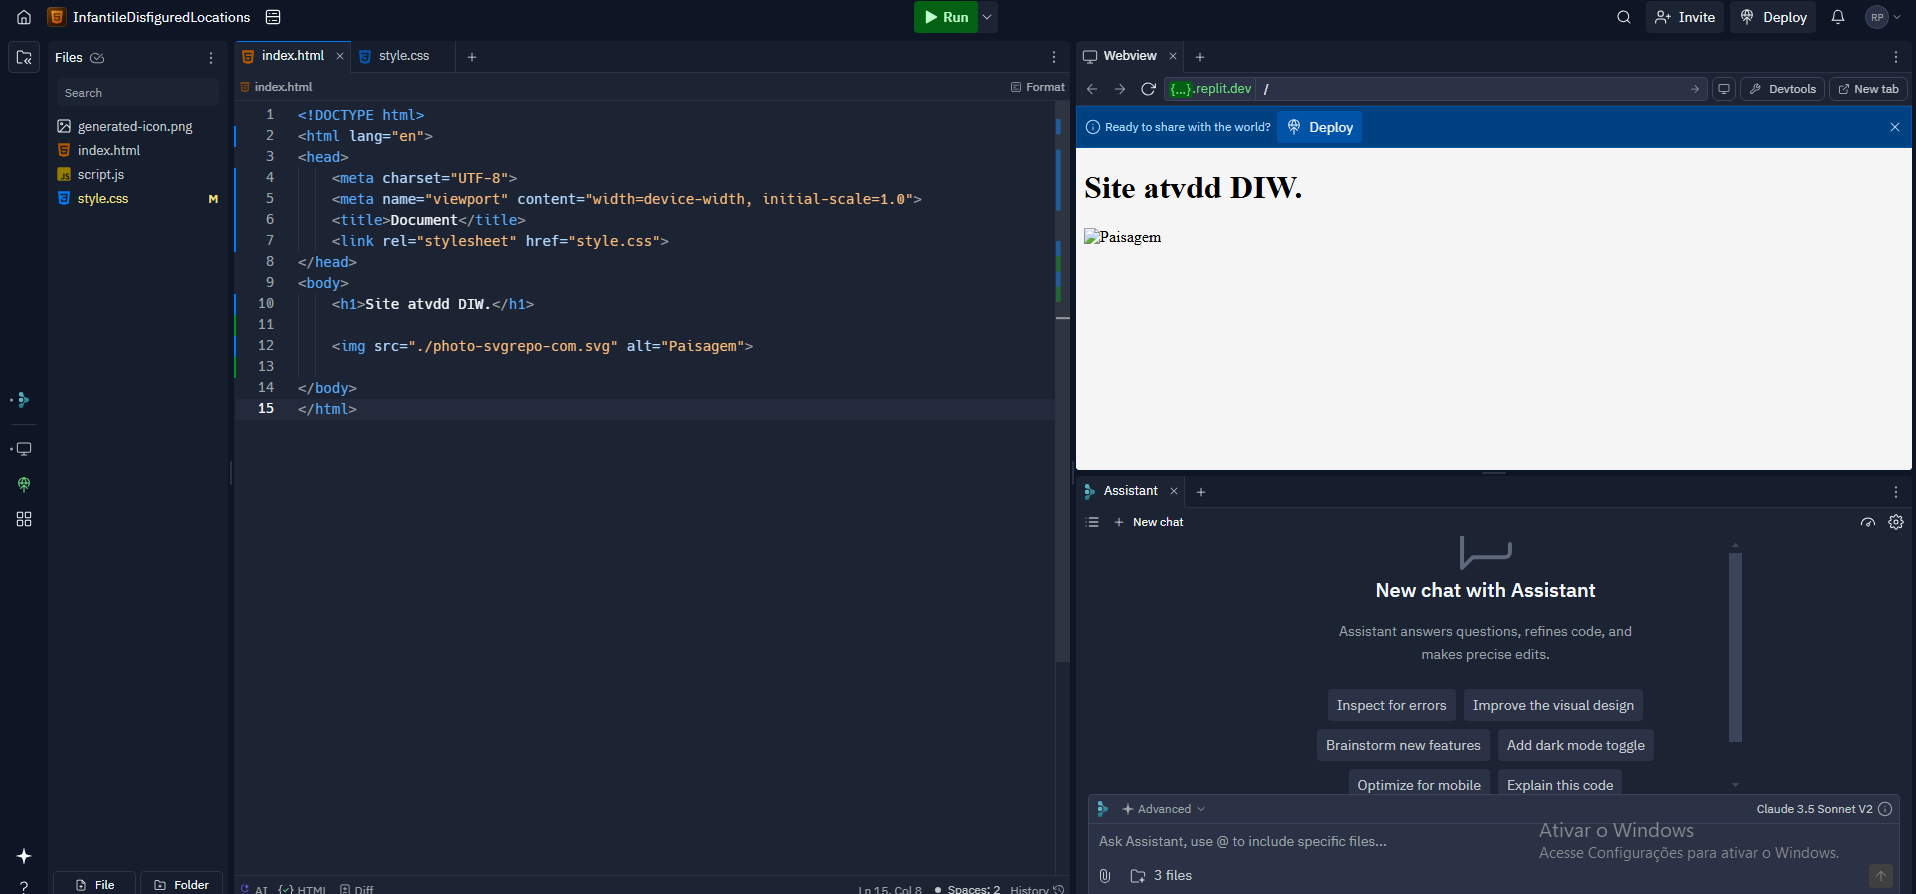 InfantileDisfiguredLocations
Run
Invite
Deploy
RP
Files
Search
generated-icon.png
index.html
JS script.js
style.css M
index.html
style.css
index.html
Format
1 <!DOCTYPE html>
2 <html lang="en">
3 <head>
4 <meta charset="UTF-8">
5 <meta name="viewport" content="width=device-width, initial-scale=1.0">
6 <title>Document</title>
7 <link rel="stylesheet" href="style.css">
8 </head>
9 <body>
10 <h1>Site atvdd DIW.</h1>
11
12 <img src="./photo-svgrepo-com.svg" alt="Paisagem">
13
14 </body>
15 </html>
File
Folder
AI
HTML
Diff
Ln 15, Col 8
Spaces: 2
History
Webview
{...}.replit.dev /
Devtools
New tab
Ready to share with the world?
Deploy
Site atvdd DIW.
Paisagem
Assistant
New chat
New chat with Assistant
Assistant answers questions, refines code, and
makes precise edits.
Inspect for errors
Improve the visual design
Brainstorm new features
Add dark mode toggle
Optimize for mobile
Explain this code
Advanced
Claude 3.5 Sonnet V2
Ask Assistant, use @ to include specific files...
3 files
Ativar o Windows
Acesse Configurações para ativar o Windows.